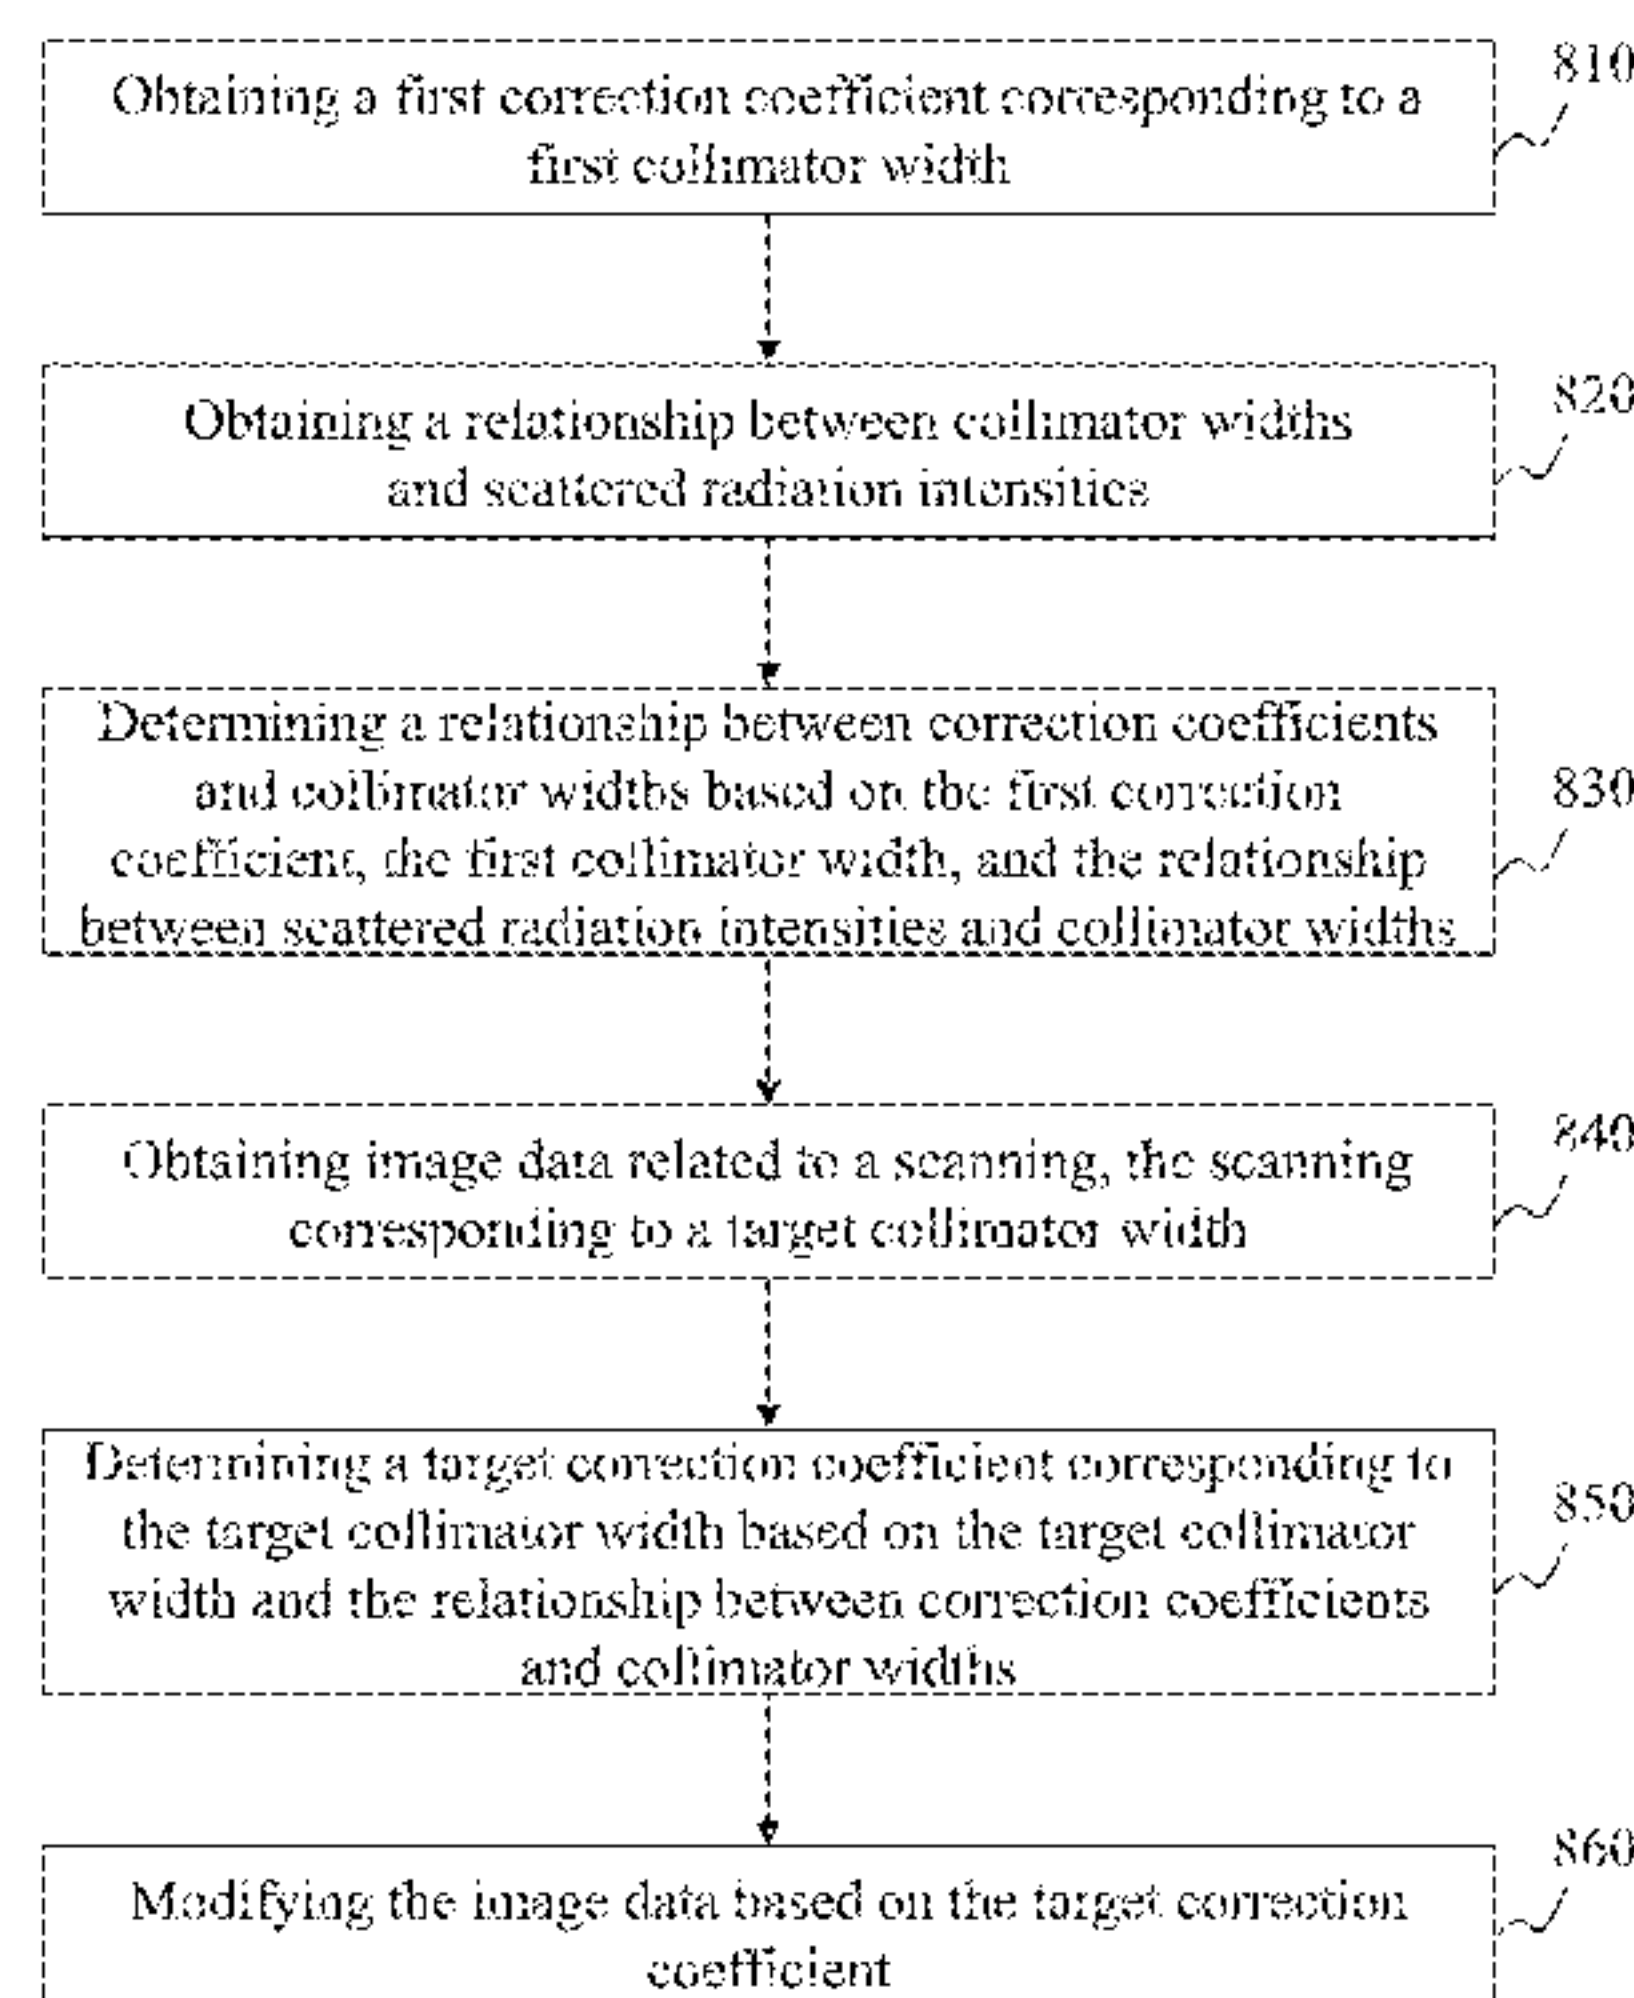 810
Obtaining a first correction coefficient corresponding to a
first collimator width
820
Obtaining a relationship between collimator widths
and scattered radiation intensities
Determining a relationship between correction coefficients
830
and collimator widths based on the first correction
coefficient, the first collimator width, and the relationship
between scattered radiation intensities and collimator widths
840
Obtaining image data related to a scanning, the scanning
corresponding to a target collimator width
Determining a target correction coefficient corresponding to
850
the target collimator width based on the target collimator
width and the relationship between correction coefficients
and collimator widths
860
Modifying the image data based on the target correction
coefficient